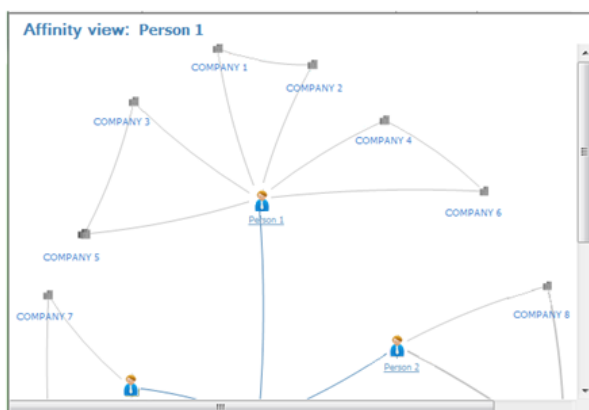 Affinity view: Person 1
COMPANY 1
COMPANY 2
COMPANY 3
COMPANY 4
COMPANY 6
Person 1
COMPANY 5
COMPANY 7
COMPANY 8
Person 2